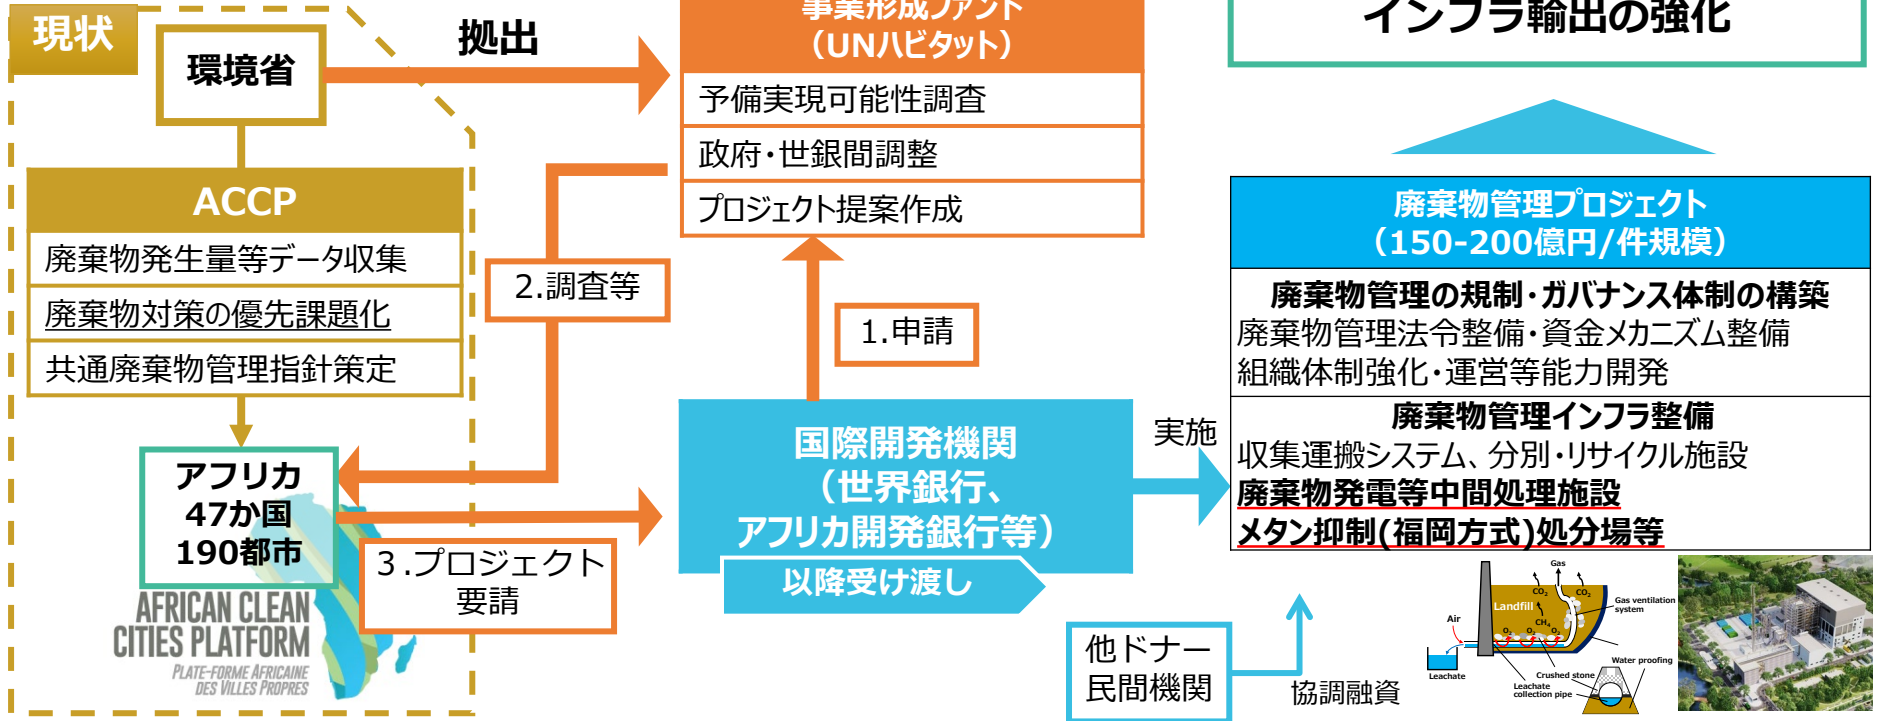 現状
環境省
拠出
ACCP
廃棄物発生量等データ収集
廃棄物対策の優先課題化
共通廃棄物管理指針策定
アフリカ
47か国
190都市
AFRICAN CLEAN
CITIES PLATFORM
PLATE-FORME AFRICAINE
DES VILLES PROPRES
事業形成ファンド
（UNハビタット）
予備実現可能性調査
政府・世銀間調整
プロジェクト提案作成
2.調査等
1.申請
3.プロジェクト
要請
国際開発機関
（世界銀行、
アフリカ開発銀行等）
以降受け渡し
実施
インフラ輸出の強化
廃棄物管理プロジェクト
（150-200億円/件規模）
廃棄物管理の規制・ガバナンス体制の構築
廃棄物管理法令整備・資金メカニズム整備
組織体制強化・運営等能力開発
廃棄物管理インフラ整備
収集運搬システム、分別・リサイクル施設
廃棄物発電等中間処理施設
メタン抑制(福岡方式)処分場等
他ドナー
民間機関
協調融資
Gas
CO2
CO2
Landfill
Gas ventilation
system
CH4
Air
O2
O2
O2
Leachate
Water proofing
Crushed stone
Leachate
collection pipe